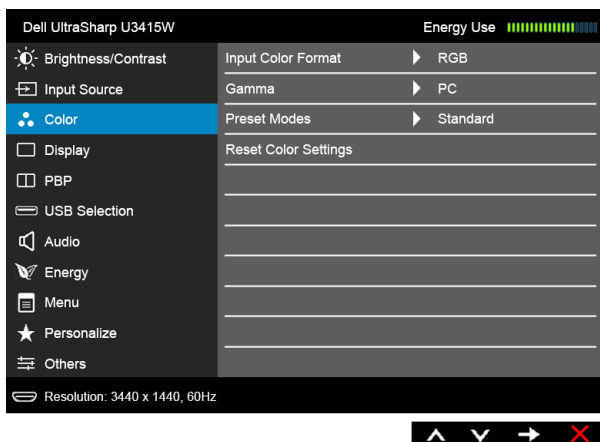 Dell UltraSharp U3415W Energy Use
Brightness/Contrast Input Color Format RGB
Input Source Gamma PC
Color Preset Modes Standard
Display Reset Color Settings
PBP
USB Selection
Audio
Energy
Menu
Personalize
Others
Resolution: 3440 x 1440, 60Hz